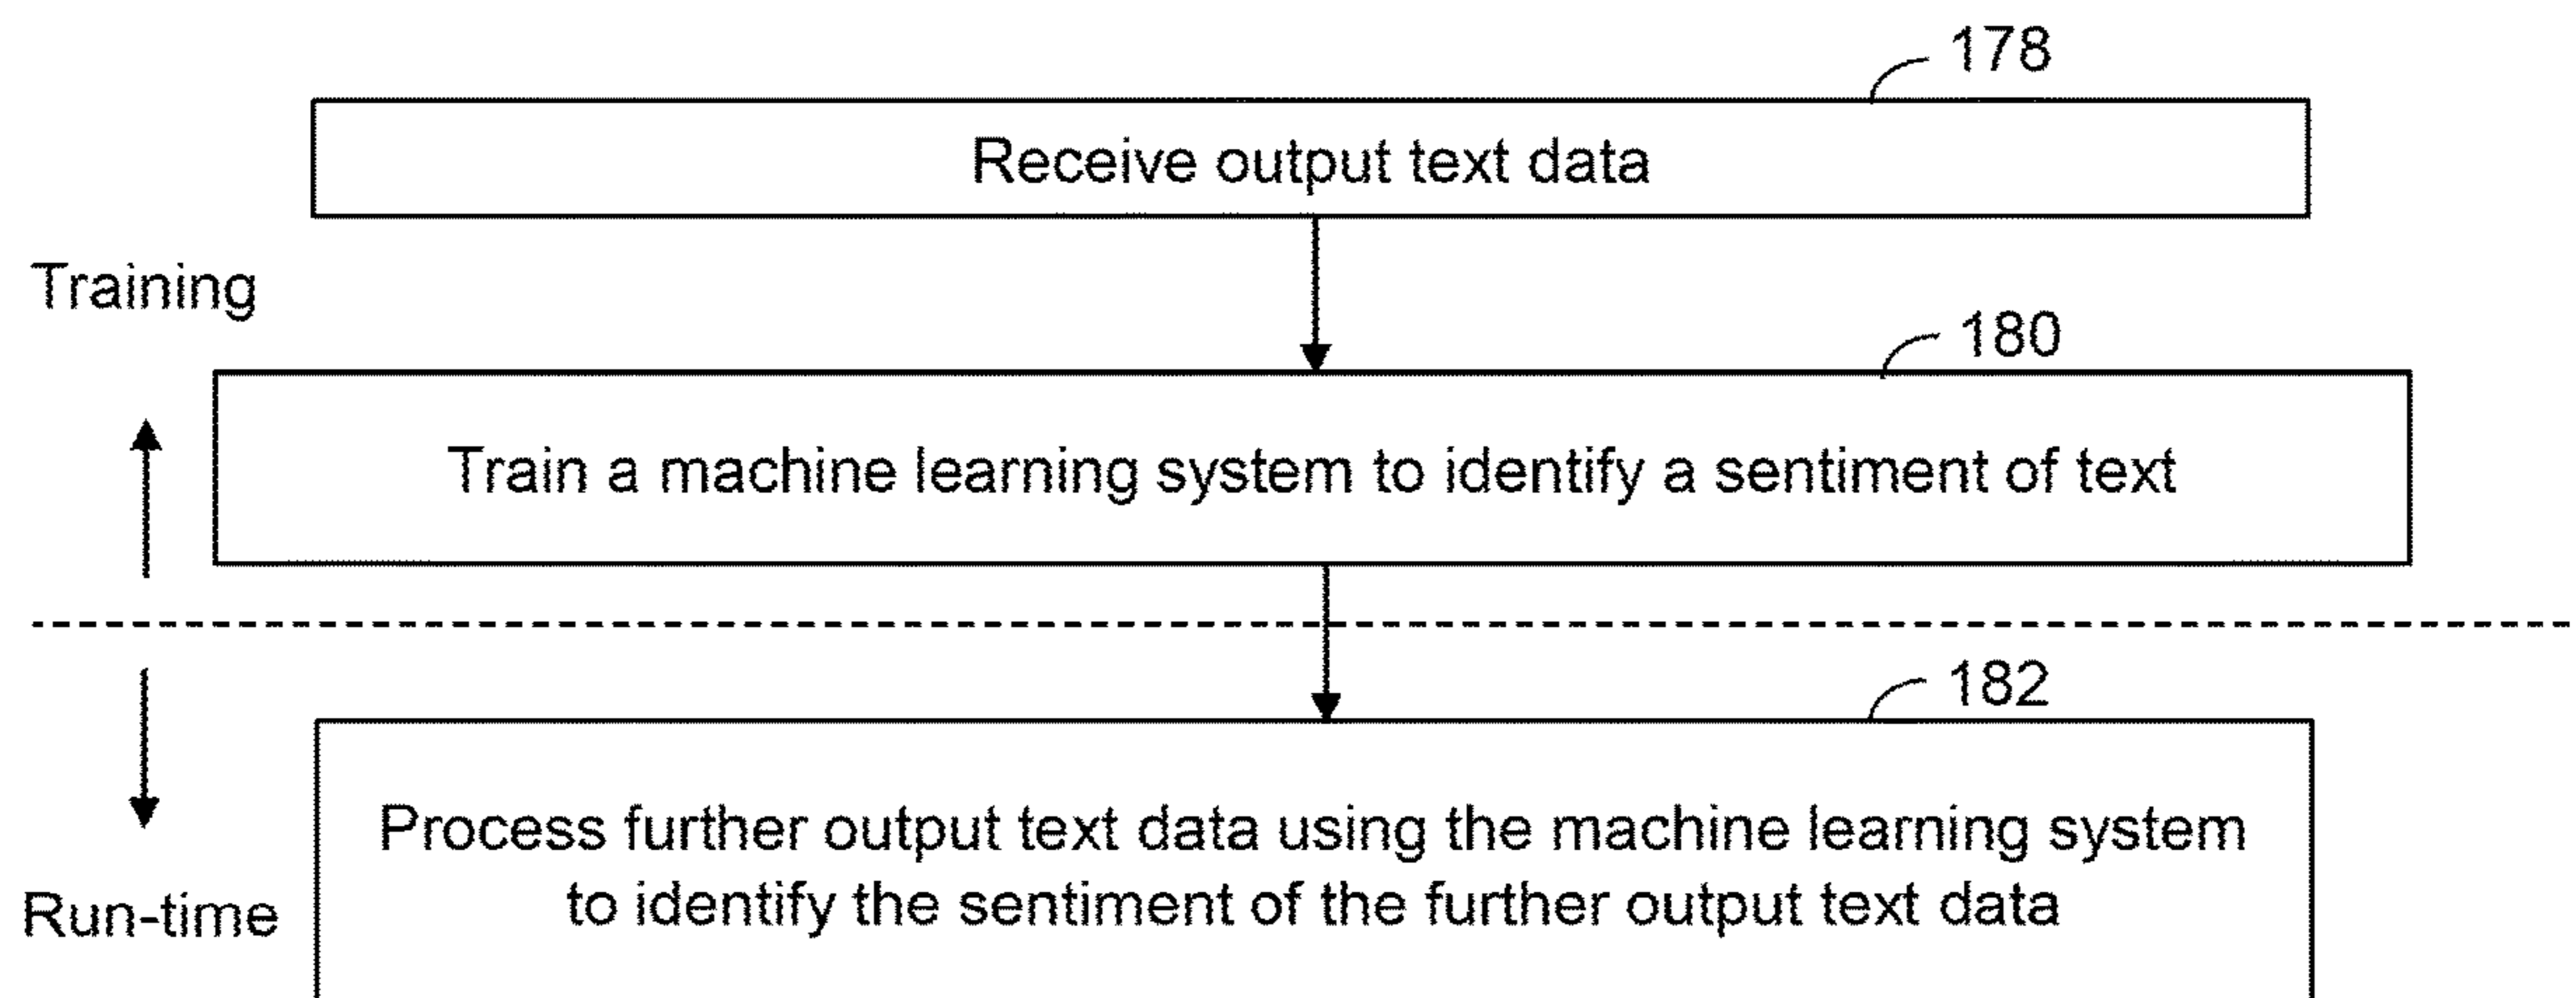 178
Receive output text data
Training
180
Train a machine learning system to identify a sentiment of text
182
Process further output text data using the machine learning system
to identify the sentiment of the further output text data
Run-time